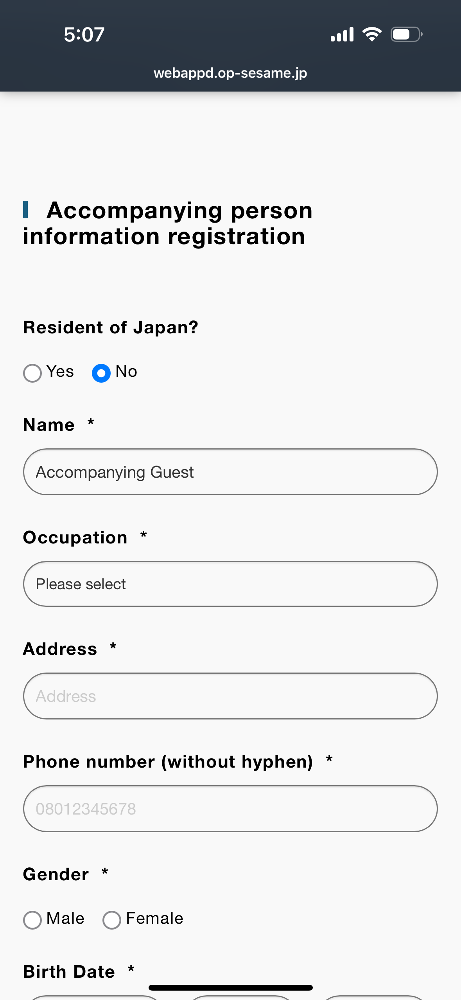 5:07
webappd.op-sesame.jp
Accompanying person
information registration
Resident of Japan?
Yes No
Name *
Accompanying Guest
Occupation *
Please select
Address *
Address
Phone number (without hyphen) *
08012345678
Gender *
Male Female
Birth Date *